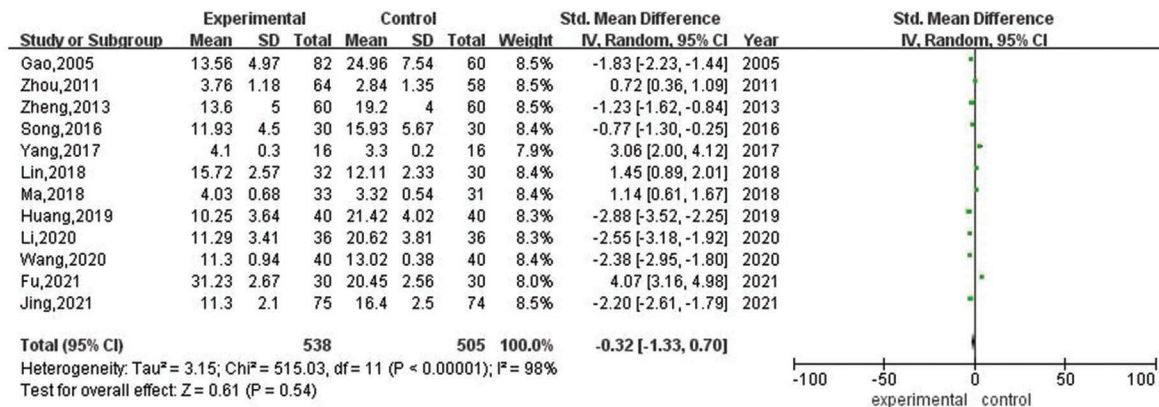 Experimental Control Std. Mean Difference Std. Mean Difference
Study or Subgroup Mean SD Total Mean SD Total Weight IV, Random, 95% CI Year IV, Random, 95% CI
Gao,2005 13.56 4.97 82 24.96 7.54 60 8.5% -1.83 [-2.23, -1.44] 2005
Zhou,2011 3.76 1.18 64 2.84 1.35 58 8.5% 0.72 [0.36, 1.09] 2011
Zheng,2013 13.6 5 60 19.2 4 60 8.5% -1.23 [-1.62, -0.84] 2013
Song,2016 11.93 4.5 30 15.93 5.67 30 8.4% -0.77 [-1.30, -0.25] 2016
Yang,2017 4.1 0.3 16 3.3 0.2 16 7.9% 3.06 [2.00, 4.12] 2017
Lin,2018 15.72 2.57 32 12.11 2.33 30 8.4% 1.45 [0.89, 2.01] 2018
Ma,2018 4.03 0.68 33 3.32 0.54 31 8.4% 1.14 [0.61, 1.67] 2018
Huang,2019 10.25 3.64 40 21.42 4.02 40 8.3% -2.88 [-3.52, -2.25] 2019
Li,2020 11.29 3.41 36 20.62 3.81 36 8.3% -2.55 [-3.18, -1.92] 2020
Wang,2020 11.3 0.94 40 13.02 0.38 40 8.4% -2.38 [-2.95, -1.80] 2020
Fu,2021 31.23 2.67 30 20.45 2.56 30 8.1% 4.07 [3.16, 4.98] 2021
Jing,2021 11.3 2.1 75 16.4 2.5 74 8.5% -2.20 [-2.61, -1.79] 2021
Total (95% CI) 538 505 100.0% -0.32 [-1.33, 0.70]
Heterogeneity: Tau² = 3.15; Chi² = 515.03, df = 11 (P < 0.00001); I² = 98%
Test for overall effect: Z = 0.61 (P = 0.54)
-100 -50 0 50 100
experimental control